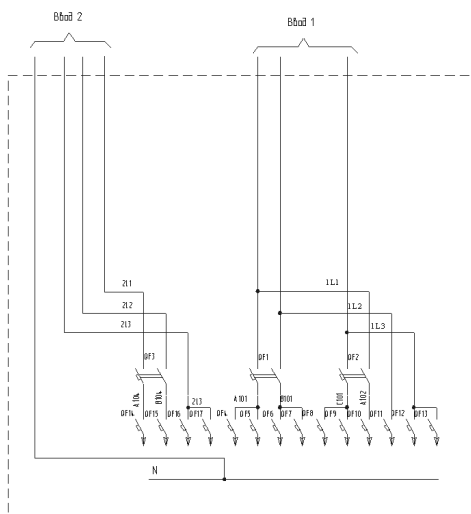 Ввод 2
Ввод 1
2L1
1L1
2L2
1L2
2L3
1L3
QF3
QF1
QF2
A104
B104
2L3
A101
B101
C101
A102
QF14
QF15
QF16
QF17
QF4
QF5
QF6
QF7
QF8
QF9
QF10
QF11
QF12
QF13
N